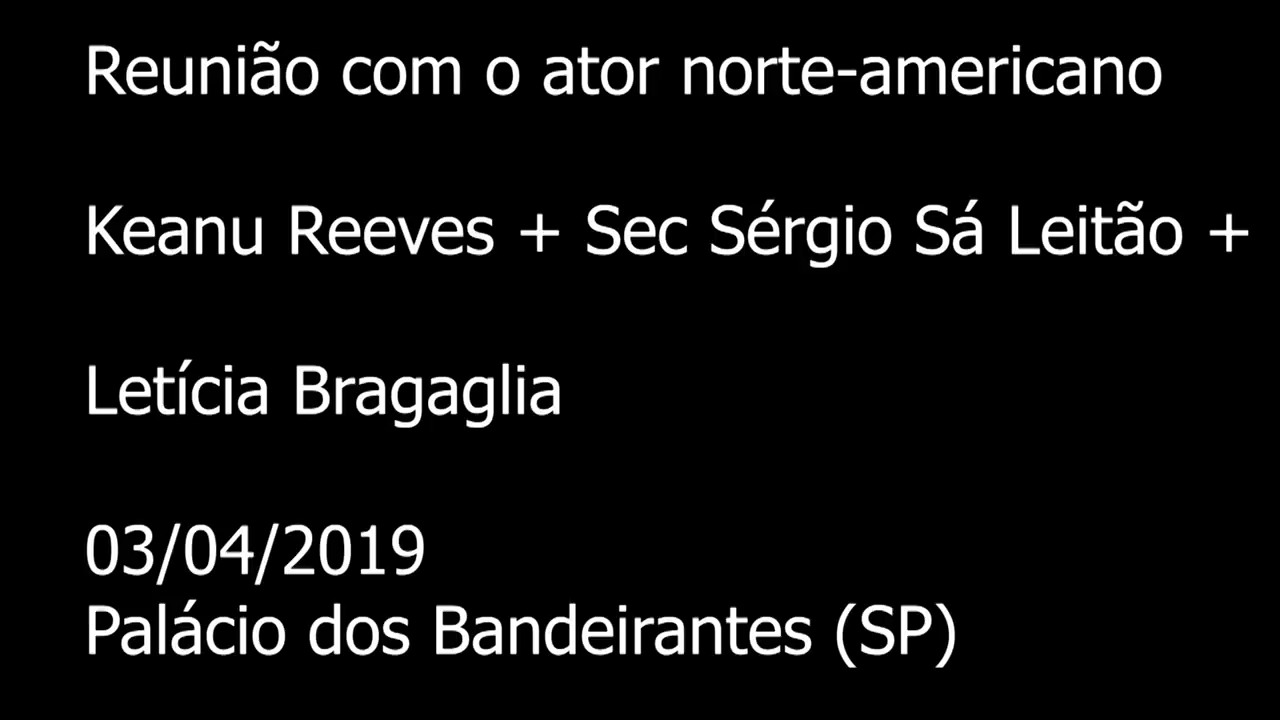 Reunião com o ator norte-americano
Keanu Reeves + Sec Sérgio Sá Leitão +
Letícia Bragaglia
03/04/2019
Palácio dos Bandeirantes (SP)